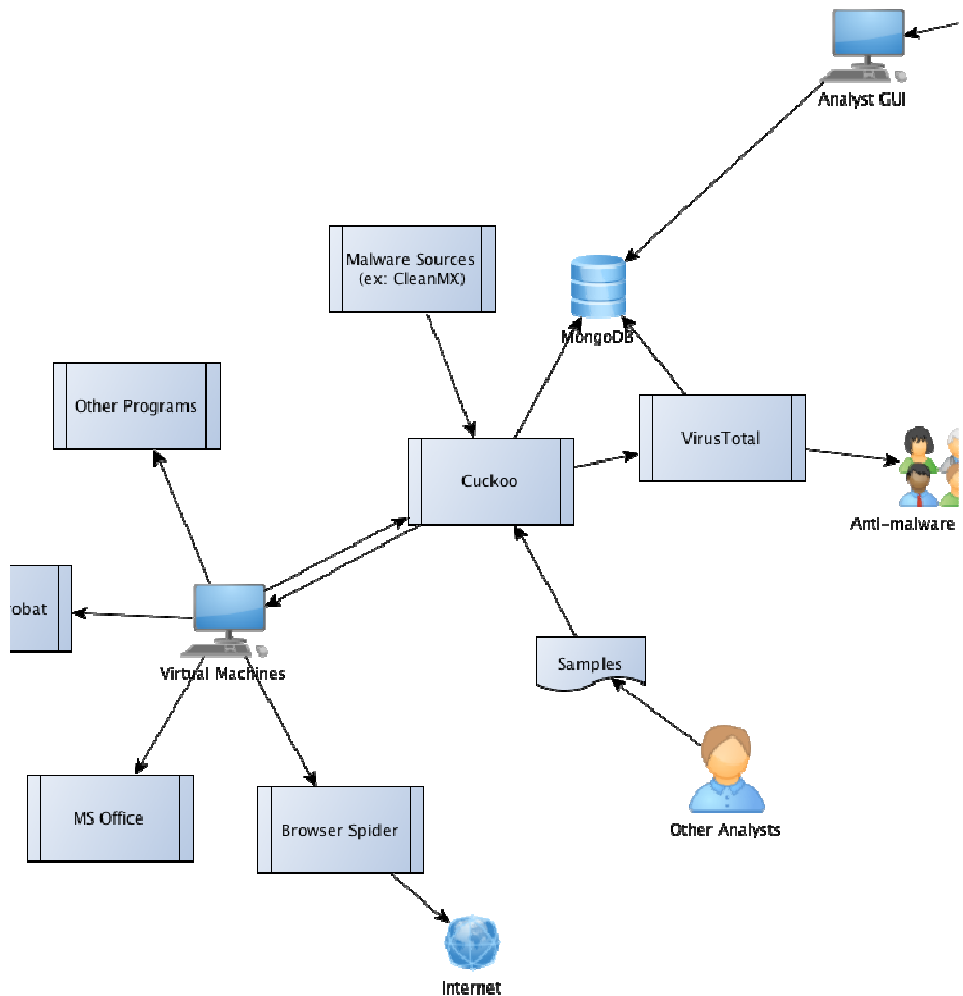 Analyst GUI
Malware Sources
(ex: CleanMX)
MongoDB
Other Programs
VirusTotal
Cuckoo
Anti-malware
robat
Samples
Virtual Machines
MS Office
Browser Spider
Other Analysts
Internet